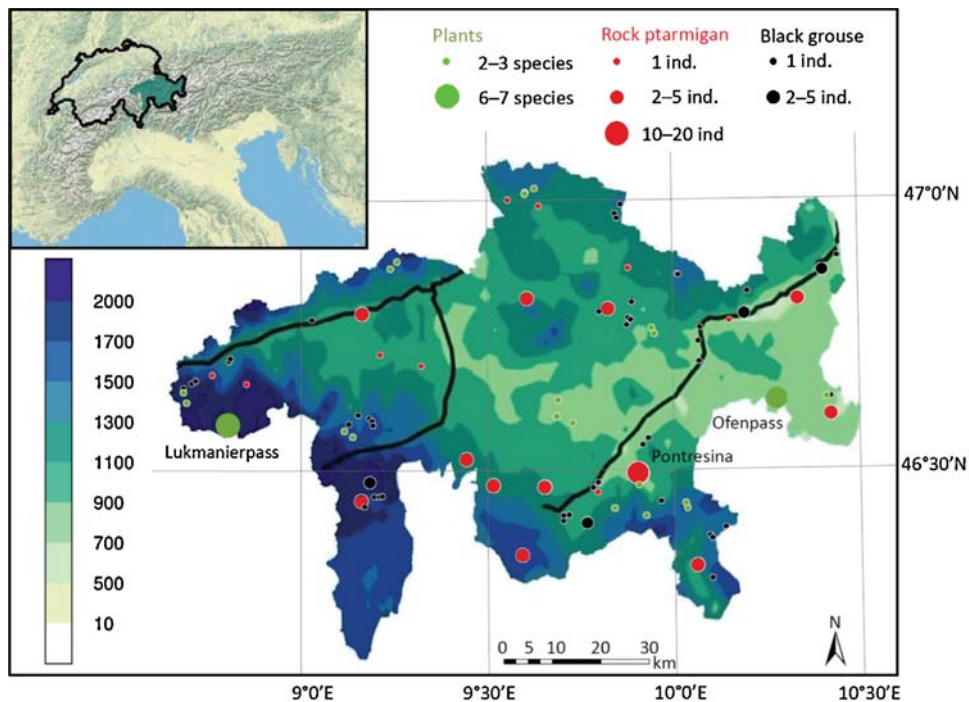 Plants Rock ptarmigan Black grouse
2–3 species 1 ind. 1 ind.
6–7 species 2–5 ind. 2–5 ind.
10–20 ind
47°0′N
2000
1700
1500
1300
1100
900
700
500
10
Ofenpass
Lukmanierpass
Pontresina
46°30′N
N
0 5 10 20 30
km
9°0′E 9°30′E 10°0′E 10°30′E